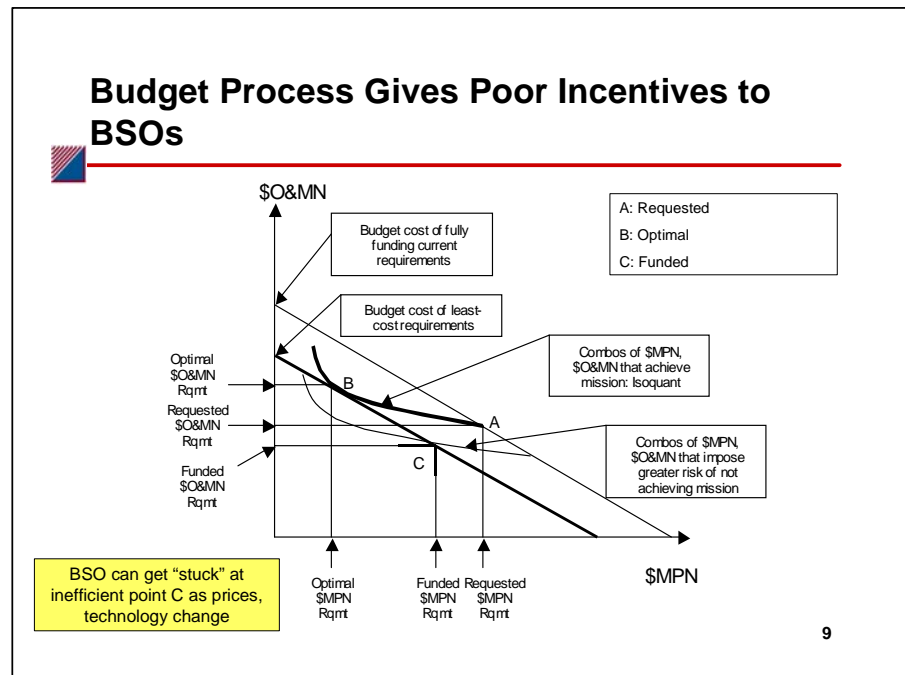 Budget Process Gives Poor Incentives to
BSOs
$O&MN
A: Requested
B: Optimal
C: Funded
Budget cost of fully
funding current
requirements
Budget cost of least-
cost requirements
Combos of $MPN,
$O&MN that achieve
mission: Isoquant
Optimal
$O&MN
Rqmt
B
Requested
$O&MN
Rqmt
A
Combos of $MPN,
$O&MN that impose
greater risk of not
achieving mission
C
Funded
$O&MN
Rqmt
$MPN
BSO can get “stuck” at
inefficient point C as prices,
technology change
Optimal
$MPN
Rqmt
Funded
$MPN
Rqmt
Requested
$MPN
Rqmt
9